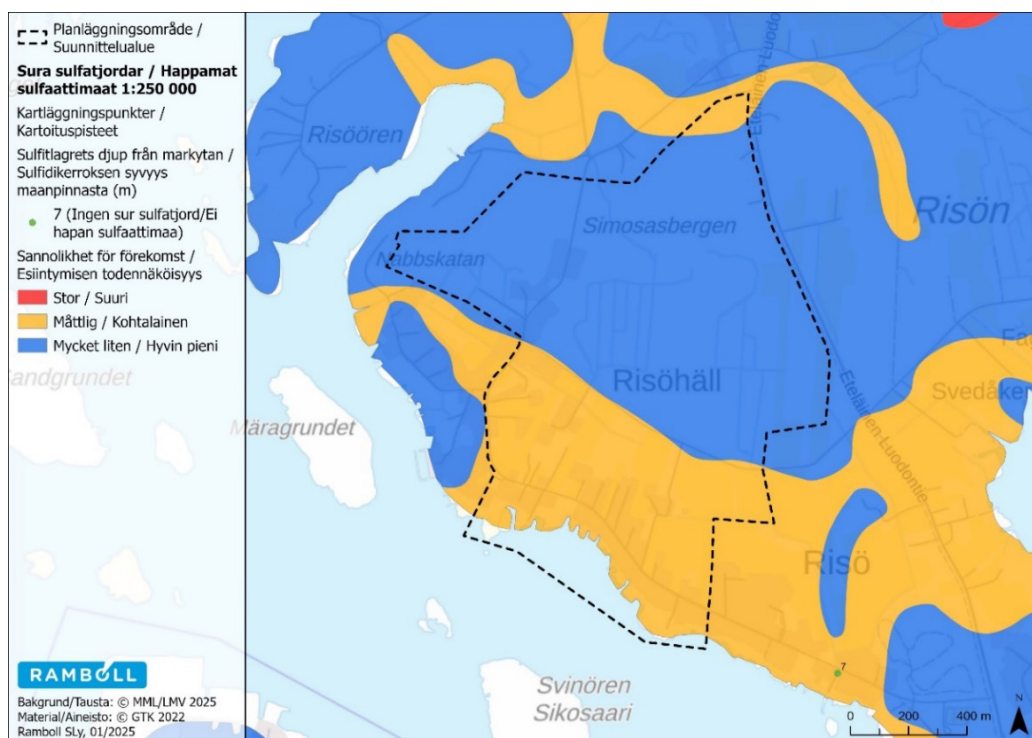 Planläggningsområde /
Suunnittelualue
Sura sulfatjordar / Happamat
sulfaattimaat 1:250 000
Kartläggningspunkter /
Kartoituspisteet
Sulfitlagrets djup från markytan /
Sulfidikerroksen syvyys
maanpinnasta (m)
7 (Ingen sur sulfatjord/Ei
hapan sulfaattimaa)
Sannolikhet för förekomst /
Esiintymisen todennäköisyys
Stor / Suuri
Måttlig / Kohtalainen
Mycket liten / Hyvin pieni
RAMBOLL
Bakgrund/Tausta: © MML/LMV 2025
Material/Aineisto: © GTK 2022
Ramboll SLy, 01/2025
Risöören
Simosasbergen
Risön
Nabbskatan
Risöhäll
Märagrundet
Eteläinen Luodontie
Risö
7
Svinören
Sikosaari
0 200 400 m
N